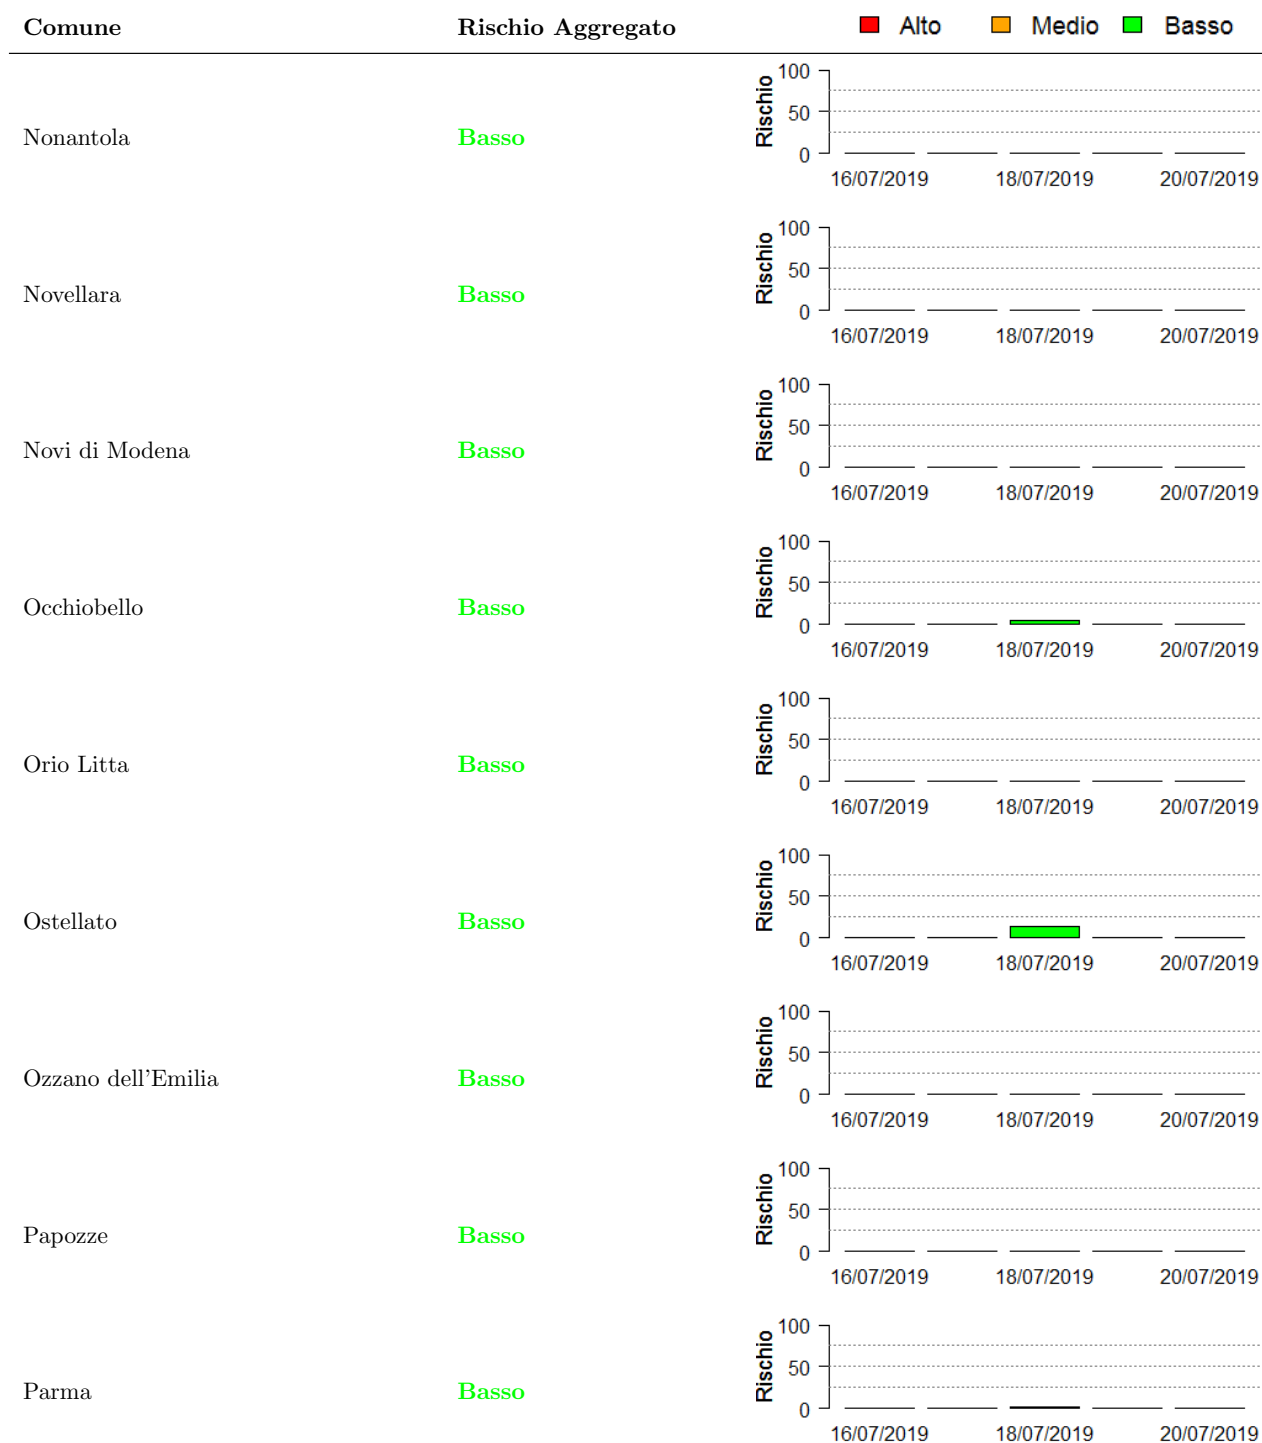 Comune Rischio Aggregato Alto Medio Basso
100
50
0
Rischio
Nonantola Basso
16/07/2019 18/07/2019 20/07/2019
100
50
0
Rischio
Novellara Basso
16/07/2019 18/07/2019 20/07/2019
100
50
0
Rischio
Novi di Modena Basso
16/07/2019 18/07/2019 20/07/2019
100
50
0
Rischio
Occhiobello Basso
16/07/2019 18/07/2019 20/07/2019
100
50
0
Rischio
Orio Litta Basso
16/07/2019 18/07/2019 20/07/2019
100
50
0
Rischio
Ostellato Basso
16/07/2019 18/07/2019 20/07/2019
100
50
0
Rischio
Ozzano dell'Emilia Basso
16/07/2019 18/07/2019 20/07/2019
100
50
0
Rischio
Papozze Basso
16/07/2019 18/07/2019 20/07/2019
100
50
0
Rischio
Parma Basso
16/07/2019 18/07/2019 20/07/2019